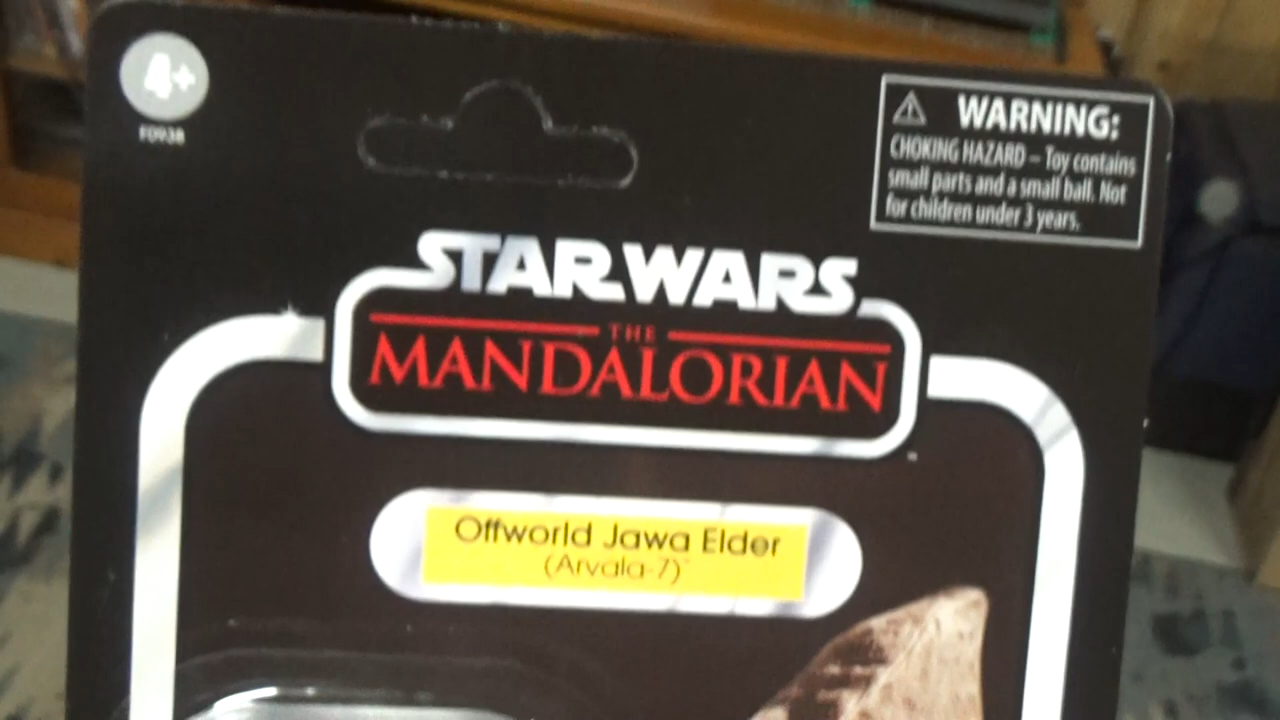 4+
F0938
WARNING:
CHOKING HAZARD – Toy contains
small parts and a small ball. Not
for children under 3 years.
STAR WARS
THE
MANDALORIAN
Offworld Jawa Elder
(Arvala-7)